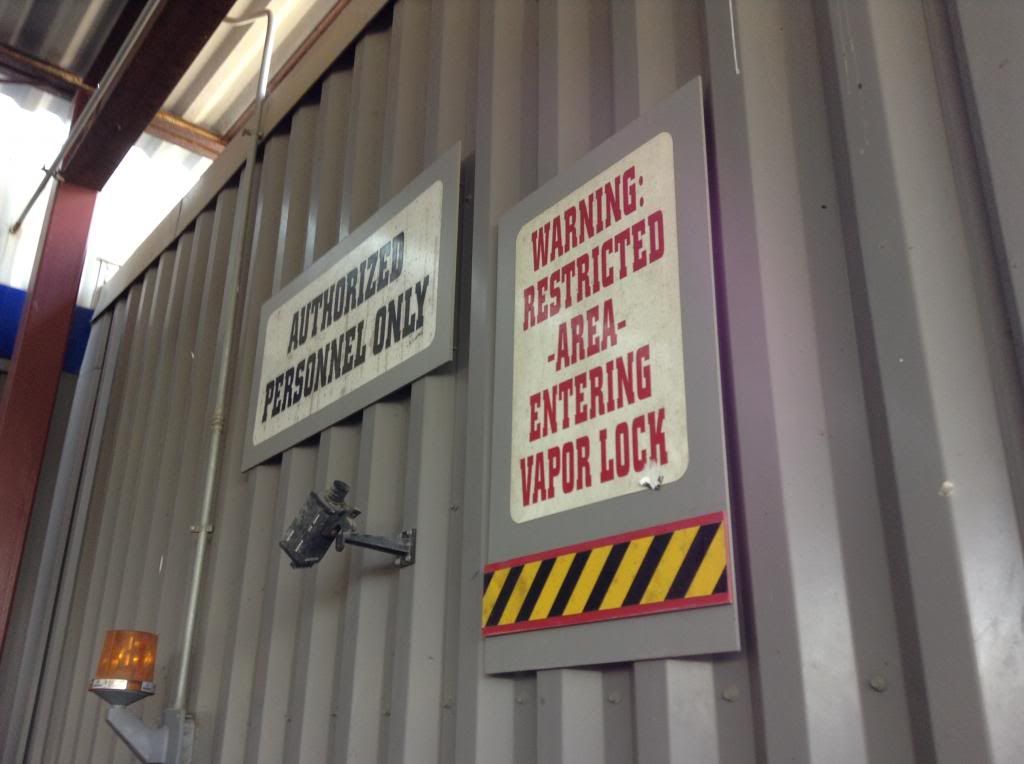 AUTHORIZED
PERSONNEL ONLY
WARNING:
RESTRICTED
-AREA-
ENTERING
VAPOR LOCK